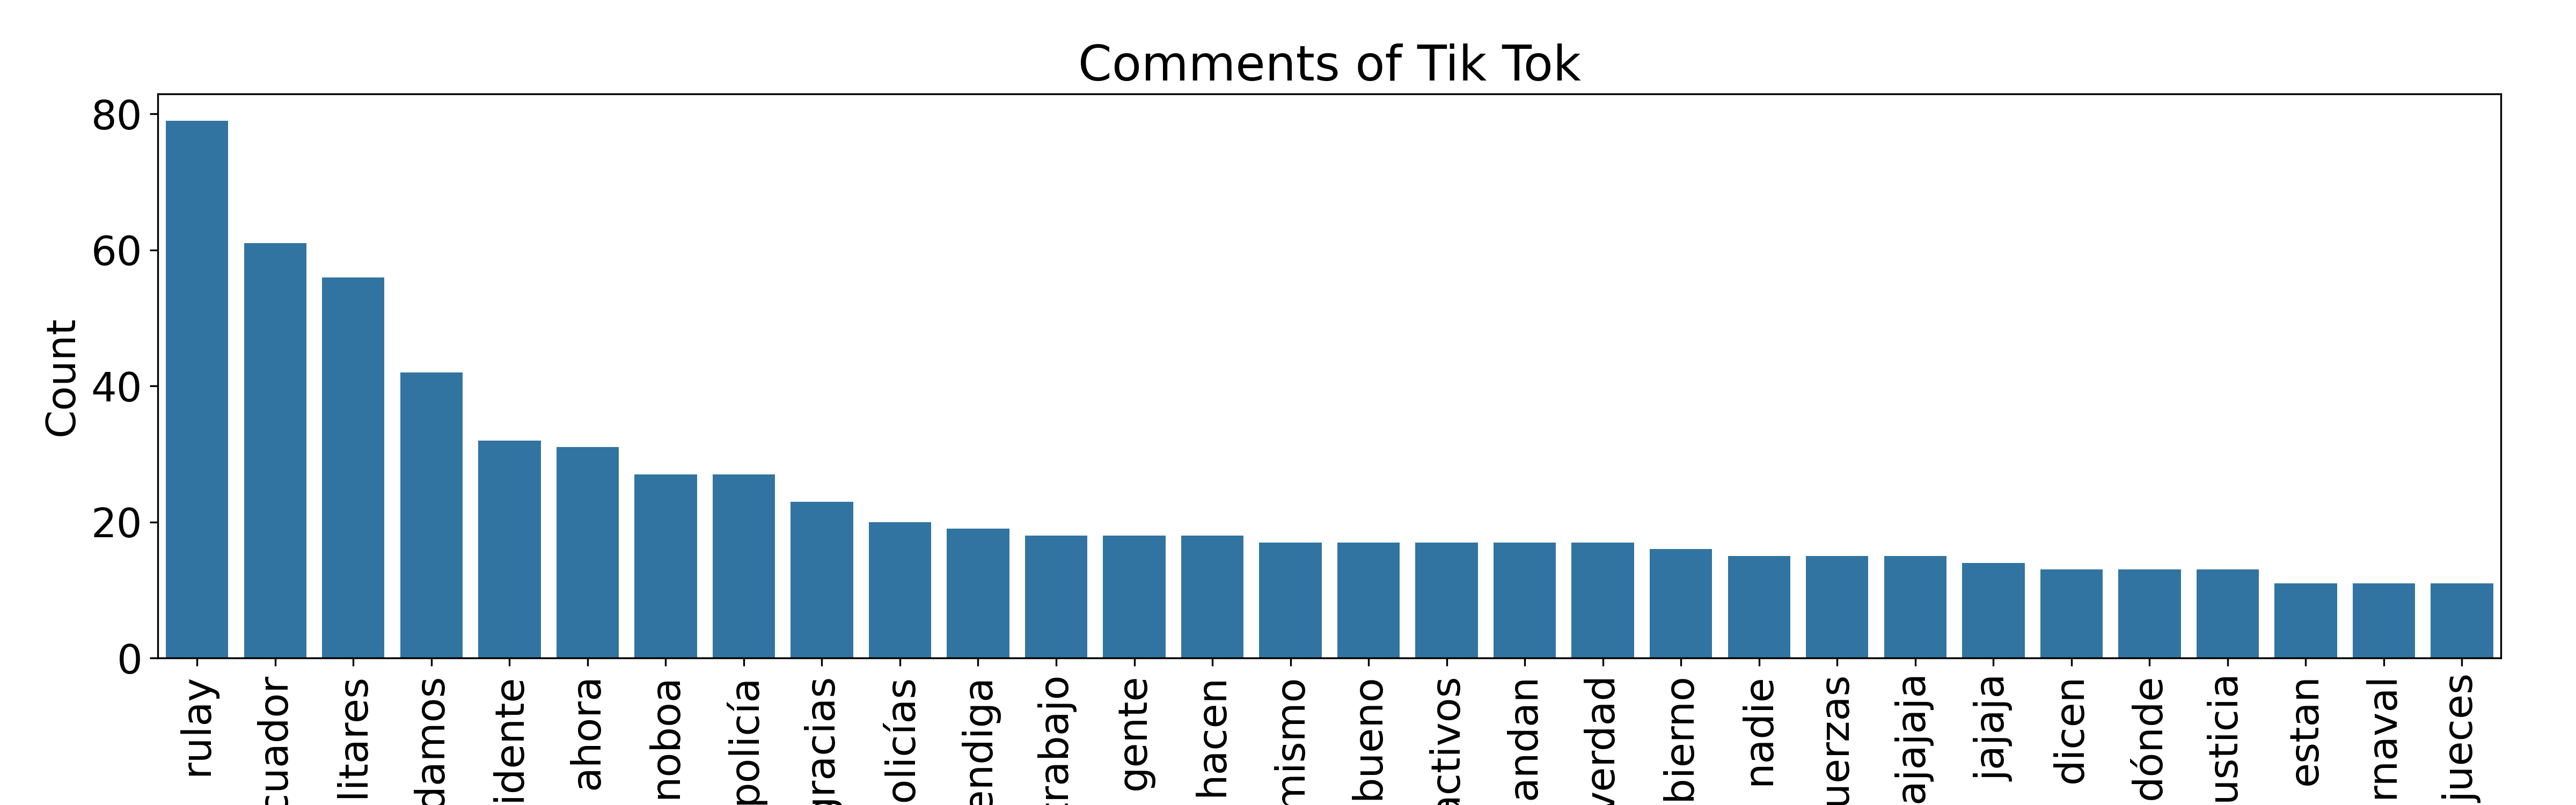 Comments of Tik Tok
80
60
40
20
0
Count
rulay
cuador
litares
damos
idente
ahora
noboa
policía
gracias
olicías
endiga
rabajo
gente
hacen
mismo
bueno
activos
andan
verdad
bierno
nadie
uerzas
ajajaja
jajaja
dicen
dónde
usticia
estan
rnaval
jueces